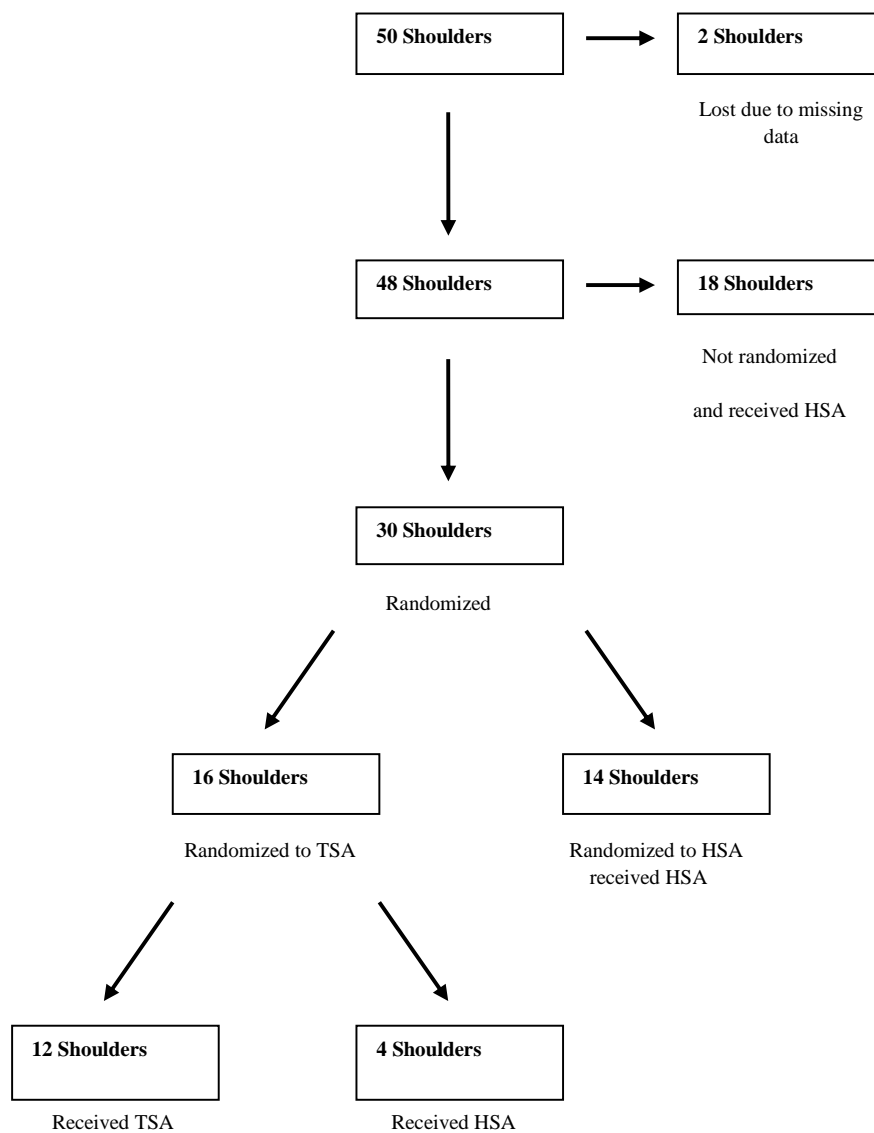 50 Shoulders
2 Shoulders
Lost due to missing
data
48 Shoulders
18 Shoulders
Not randomized
and received HSA
30 Shoulders
Randomized
16 Shoulders
14 Shoulders
Randomized to TSA
Randomized to HSA
received HSA
12 Shoulders
4 Shoulders
Received TSA
Received HSA